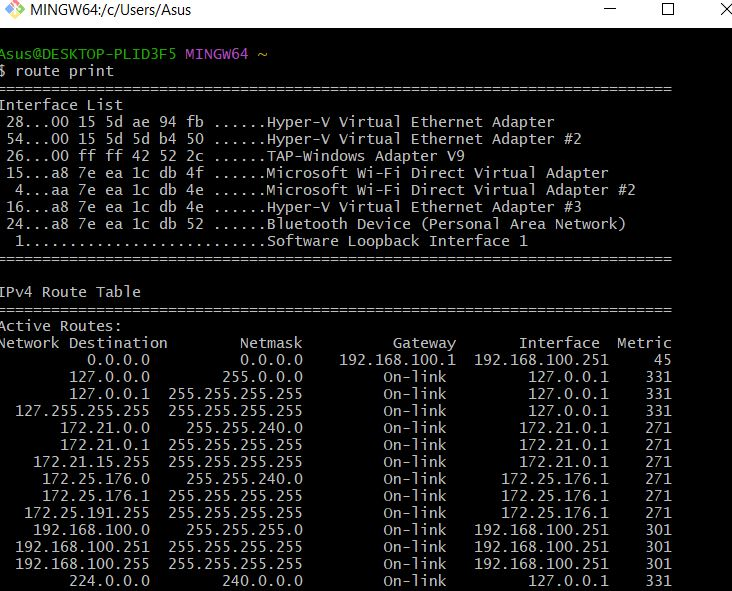 MINGW64:/c/Users/Asus
Asus@DESKTOP-PLID3F5 MINGW64 ~
$ route print
===========================================================================
Interface List
 28...00 15 5d ae 94 fb ......Hyper-V Virtual Ethernet Adapter
 54...00 15 5d 5d b4 50 ......Hyper-V Virtual Ethernet Adapter #2
 26...00 ff ff 42 52 2c ......TAP-Windows Adapter V9
 15...a8 7e ea 1c db 4f ......Microsoft Wi-Fi Direct Virtual Adapter
  4...aa 7e ea 1c db 4e ......Microsoft Wi-Fi Direct Virtual Adapter #2
 16...a8 7e ea 1c db 4e ......Hyper-V Virtual Ethernet Adapter #3
 24...a8 7e ea 1c db 52 ......Bluetooth Device (Personal Area Network)
  1...........................Software Loopback Interface 1
===========================================================================
IPv4 Route Table
===========================================================================
Active Routes:
Network Destination        Netmask          Gateway       Interface  Metric
          0.0.0.0          0.0.0.0    192.168.100.1  192.168.100.251     45
        127.0.0.0        255.0.0.0         On-link         127.0.0.1    331
        127.0.0.1  255.255.255.255         On-link         127.0.0.1    331
  127.255.255.255  255.255.255.255         On-link         127.0.0.1    331
       172.21.0.0    255.255.240.0         On-link        172.21.0.1    271
       172.21.0.1  255.255.255.255         On-link        172.21.0.1    271
    172.21.15.255  255.255.255.255         On-link        172.21.0.1    271
     172.25.176.0    255.255.240.0         On-link      172.25.176.1    271
     172.25.176.1  255.255.255.255         On-link      172.25.176.1    271
   172.25.191.255  255.255.255.255         On-link      172.25.176.1    271
    192.168.100.0    255.255.255.0         On-link   192.168.100.251    301
  192.168.100.251  255.255.255.255         On-link   192.168.100.251    301
  192.168.100.255  255.255.255.255         On-link   192.168.100.251    301
        224.0.0.0        240.0.0.0         On-link         127.0.0.1    331